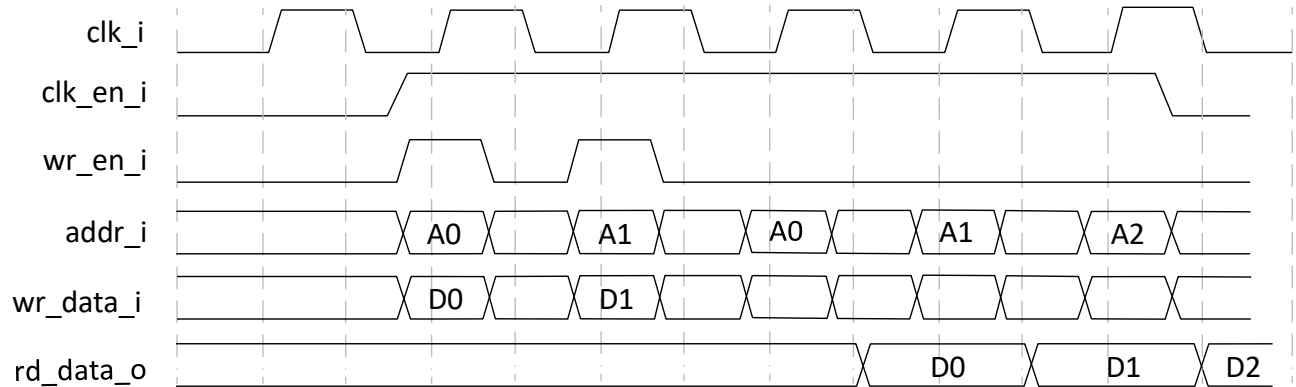 clk_i
clk_en_i
wr_en_i
addr_i A0 A1 A0 A1 A2
wr_data_i D0 D1
rd_data_o D0 D1 D2